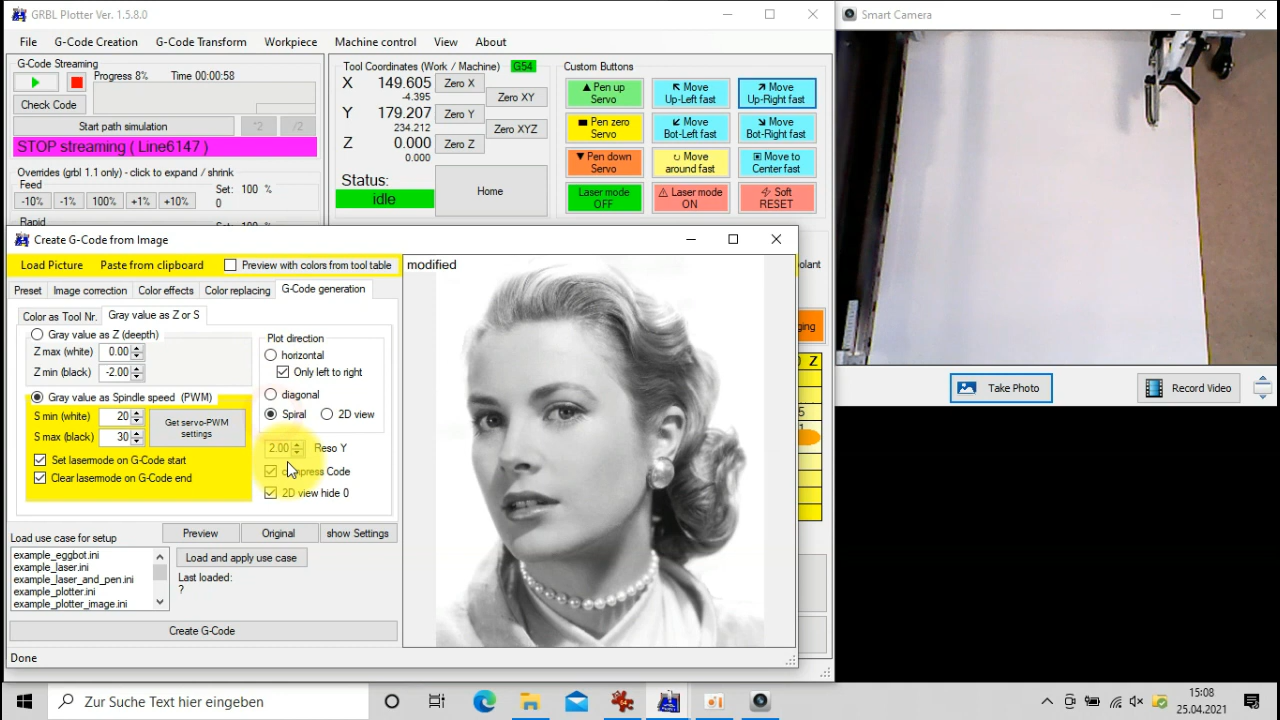 GRBL Plotter Ver. 1.5.8.0
File G-Code Creation G-Code Transform Workpiece Machine control View About
G-Code Streaming
Progress 8% Time 00:00:58
Check Code
Start path simulation *2 /2
STOP streaming ( Line6147 )
Overrides (grbl 1.1 only) - click to expand / shrink
Feed
Set: 100 %
-10% -1% 100% +1% +10% 0
Rapid
Tool Coordinates (Work / Machine) G54
X 149.605 Zero X
-4.395
Zero XY
Y 179.207 Zero Y
234.212
Zero XYZ
Z 0.000 Zero Z
0.000
Status:
idle
Home
Custom Buttons
Pen up
Servo
Move
Up-Left fast
Move
Up-Right fast
Pen zero
Servo
Move
Bot-Left fast
Move
Bot-Right fast
Pen down
Servo
Move
around fast
Move to
Center fast
Laser mode
OFF
Laser mode
ON
Soft
RESET
Create G-Code from Image
Load Picture Paste from clipboard Preview with colors from tool table
Preset Image correction Color effects Color replacing G-Code generation
Color as Tool Nr. Gray value as Z or S
Gray value as Z (deepth)
Z max (white) 0.00
Z min (black) -2.00
Gray value as Spindle speed (PWM)
S min (white) 20
S max (black) 30
Get servo-PWM
settings
Set lasermode on G-Code start
Clear lasermode on G-Code end
Plot direction
horizontal
Only left to right
diagonal
Spiral 2D view
2.00 Reso Y
Code
2D view hide 0
Load use case for setup
Preview Original show Settings
example_eggbot.ini
example_laser.ini
example_laser_and_pen.ini
example_plotter.ini
example_plotter_image.ini
Load and apply use case
Last loaded:
?
Create G-Code
Done
modified
Z
Smart Camera
Take Photo Record Video
Zur Suche Text hier eingeben
15:08
25.04.2021